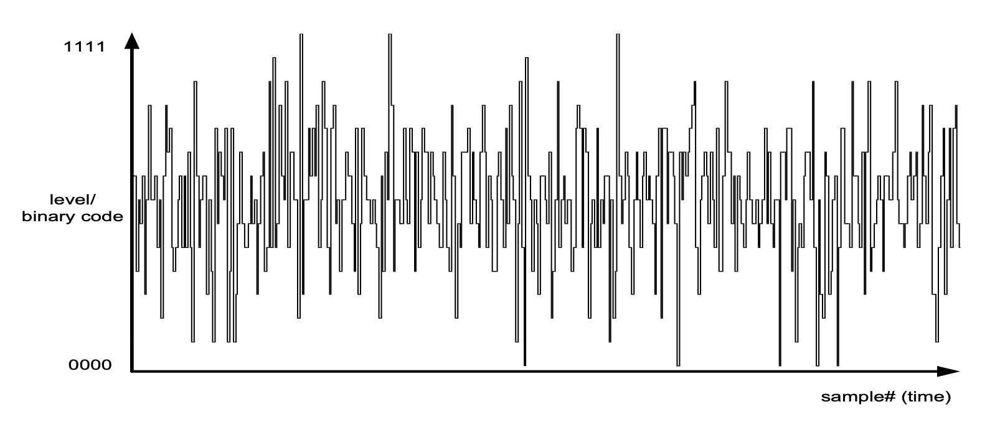 1111
level/
binary code
0000
sample# (time)